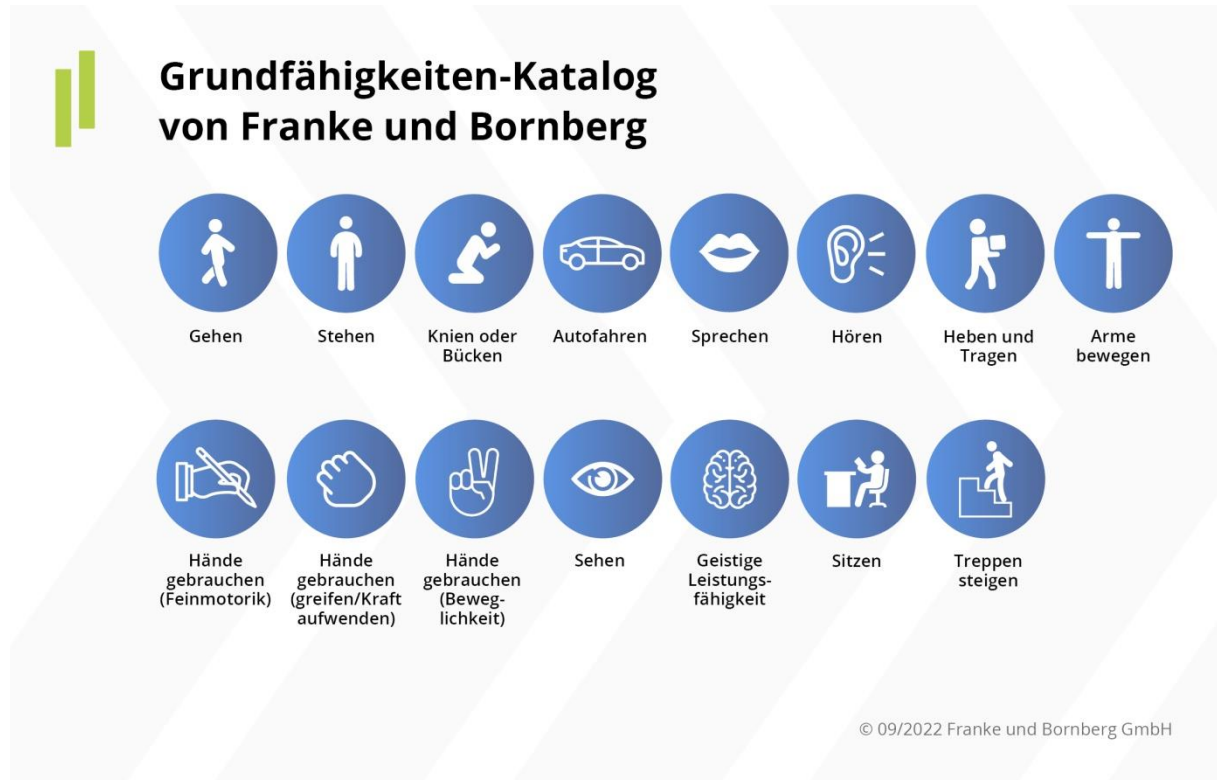 Grundfähigkeiten-Katalog
von Franke und Bornberg
Gehen
Stehen
Knien oder
Bücken
Autofahren
Sprechen
Hören
Heben und
Tragen
Arme
bewegen
Hände
gebrauchen
(Feinmotorik)
Hände
gebrauchen
(greifen/Kraft
aufwenden)
Hände
gebrauchen
(Beweg-
lichkeit)
Sehen
Geistige
Leistungs-
fähigkeit
Sitzen
Treppen
steigen
© 09/2022 Franke und Bornberg GmbH